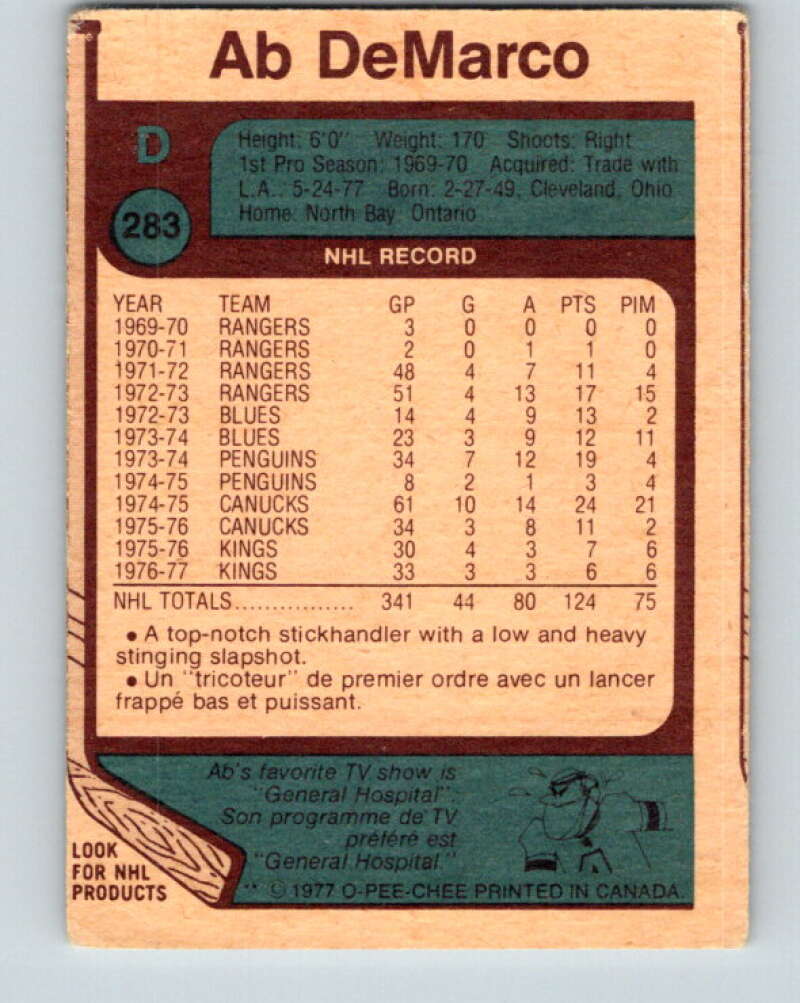 Ab DeMarco
D
283
Height: 6'0" Weight: 170 Shoots: Right
1st Pro Season: 1969-70 Acquired: Trade with
L.A.: 5-24-77 Born: 2-27-49, Cleveland, Ohio
Home: North Bay, Ontario
NHL RECORD
YEAR TEAM GP G A PTS PIM
1969-70 RANGERS 3 0 0 0 0
1970-71 RANGERS 2 0 1 1 0
1971-72 RANGERS 48 4 7 11 4
1972-73 RANGERS 51 4 13 17 15
1972-73 BLUES 14 4 9 13 2
1973-74 BLUES 23 3 9 12 11
1973-74 PENGUINS 34 7 12 19 4
1974-75 PENGUINS 8 2 1 3 4
1974-75 CANUCKS 61 10 14 24 21
1975-76 CANUCKS 34 3 8 11 2
1975-76 KINGS 30 4 3 7 6
1976-77 KINGS 33 3 3 6 6
NHL TOTALS................ 341 44 80 124 75
• A top-notch stickhandler with a low and heavy
stinging slapshot.
• Un "tricoteur" de premier ordre avec un lancer
frappé bas et puissant.
Ab's favorite TV show is
"General Hospital".
Son programme de TV
préféré est
"General Hospital."
LOOK
FOR NHL
PRODUCTS
** © 1977 O-PEE-CHEE PRINTED IN CANADA.